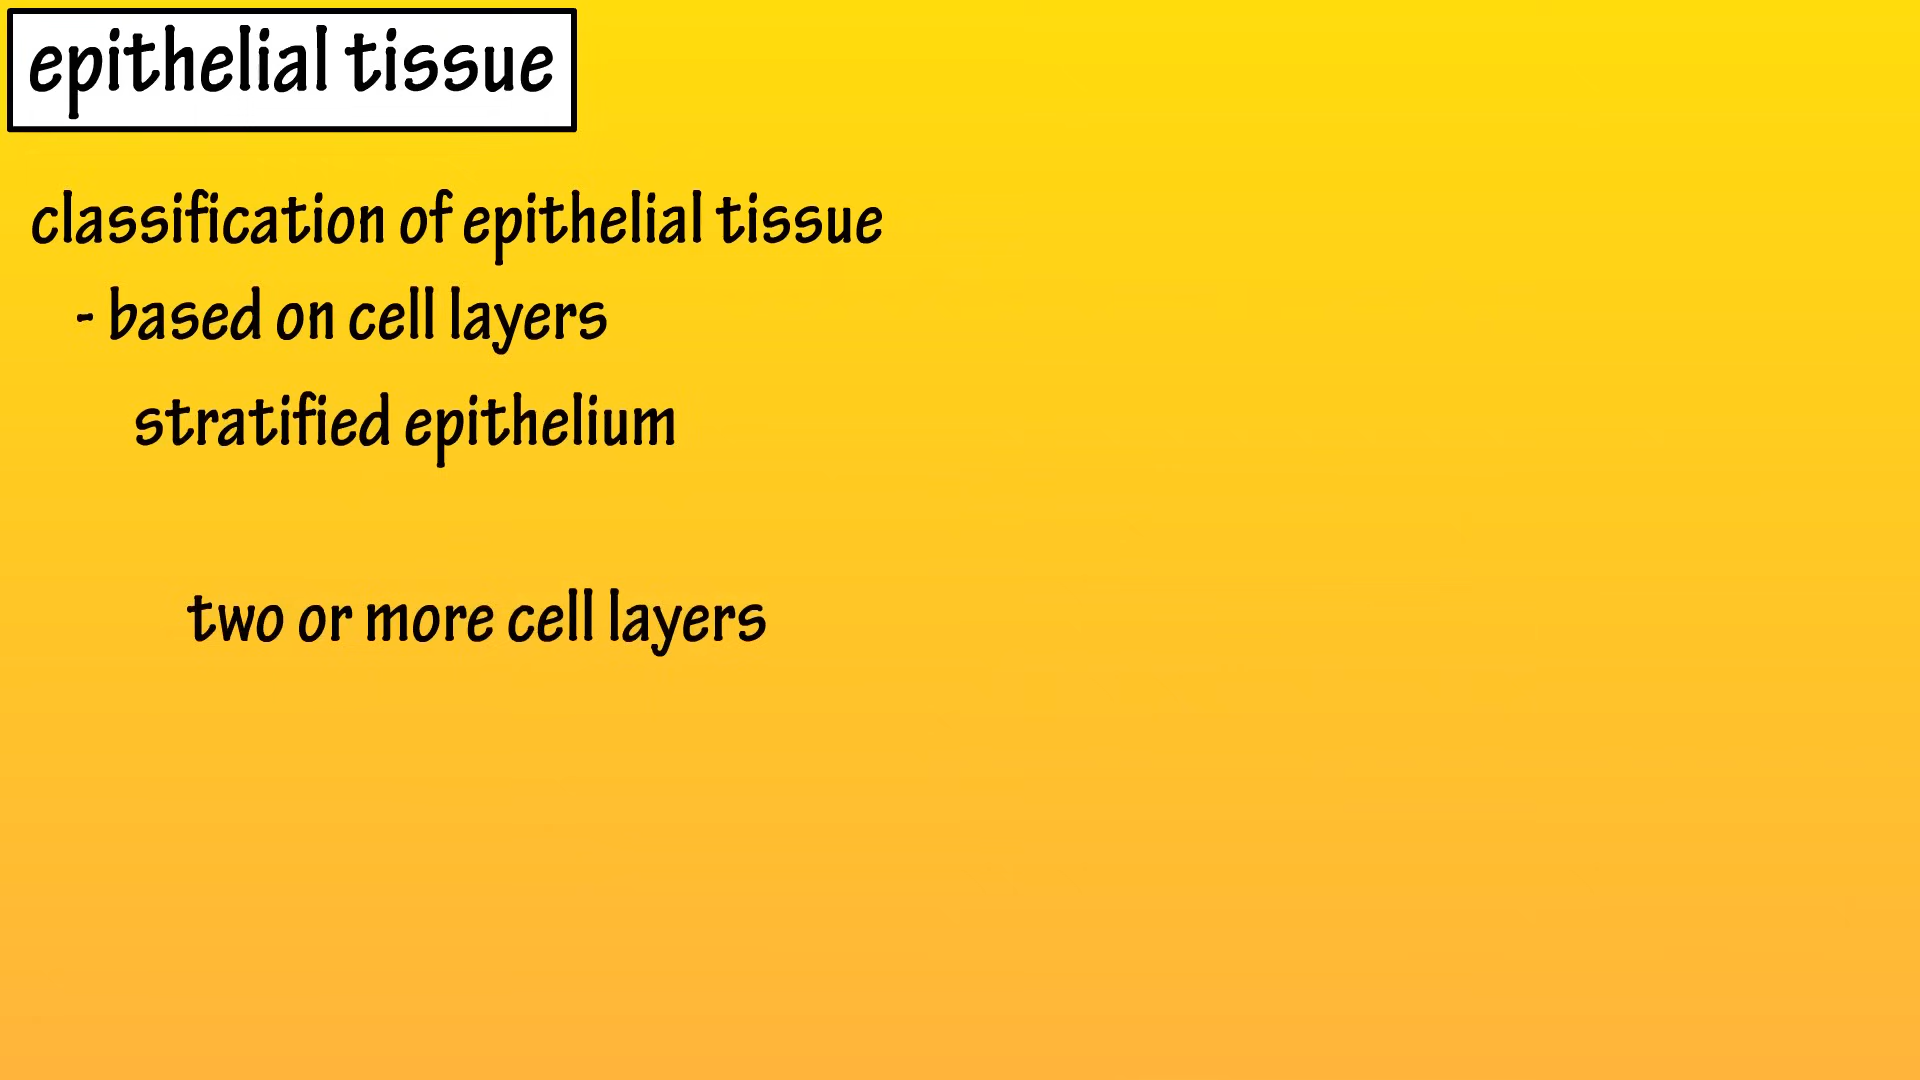 epithelial tissue
classification of epithelial tissue
- based on cell layers
stratified epithelium
two or more cell layers